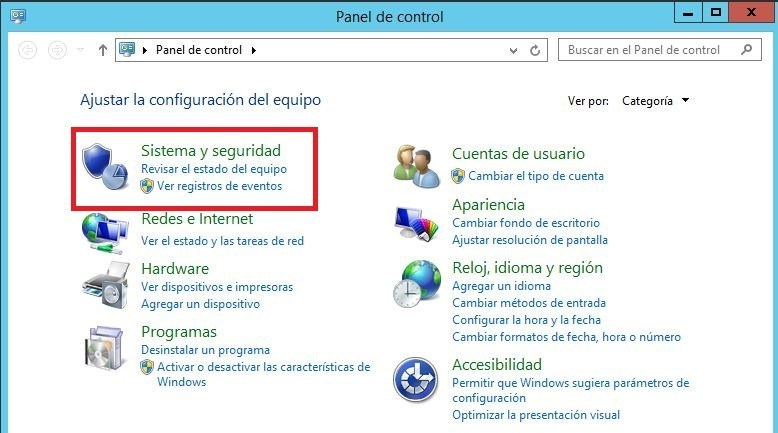 Panel de control
Panel de control
Buscar en el Panel de control
Ajustar la configuración del equipo
Ver por: Categoría
Sistema y seguridad
Revisar el estado del equipo
Ver registros de eventos
Redes e Internet
Ver el estado y las tareas de red
Hardware
Ver dispositivos e impresoras
Agregar un dispositivo
Programas
Desinstalar un programa
Activar o desactivar las características de
Windows
Cuentas de usuario
Cambiar el tipo de cuenta
Apariencia
Cambiar fondo de escritorio
Ajustar resolución de pantalla
Reloj, idioma y región
Agregar un idioma
Cambiar métodos de entrada
Configurar la hora y la fecha
Cambiar formatos de fecha, hora o número
Accesibilidad
Permitir que Windows sugiera parámetros de
configuración
Optimizar la presentación visual